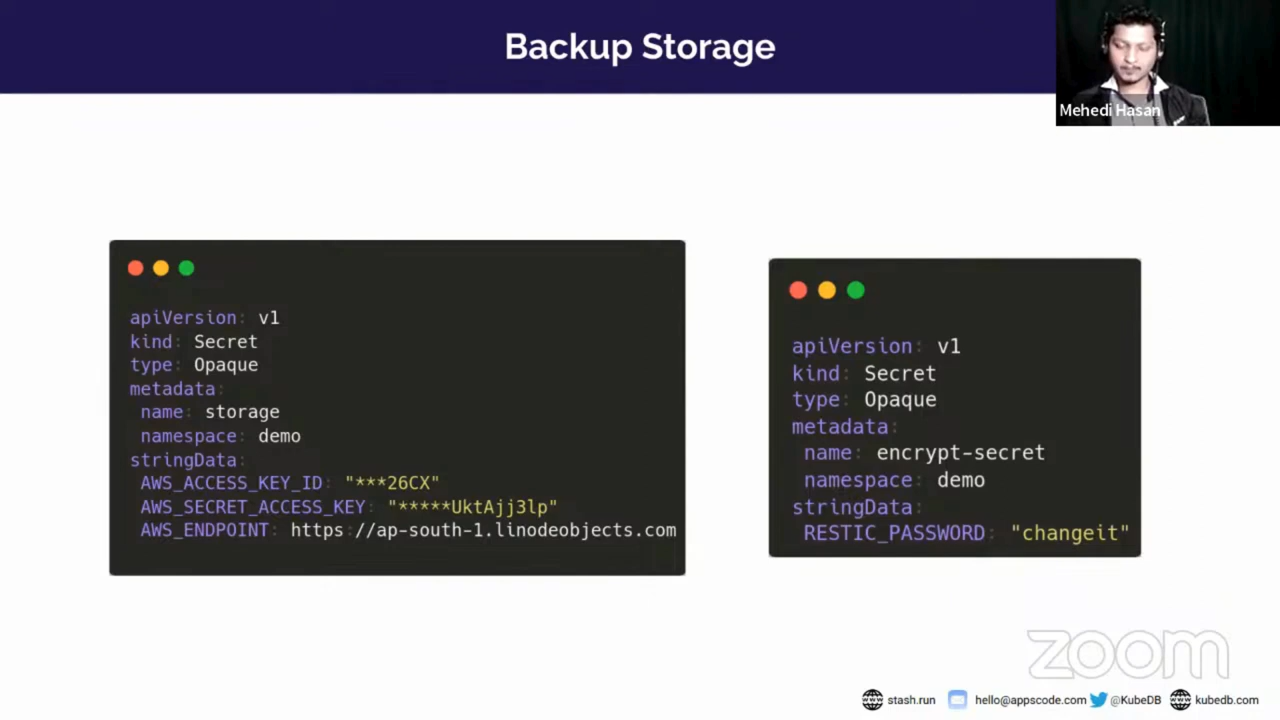 Backup Storage
Mehedi Hasan
apiVersion: v1
kind: Secret
type: Opaque
metadata:
name: storage
namespace: demo
stringData:
AWS_ACCESS_KEY_ID: "***26CX"
AWS_SECRET_ACCESS_KEY: "*****UktAjj3lp"
AWS_ENDPOINT: https://ap-south-1.linodeobjects.com
apiVersion: v1
kind: Secret
type: Opaque
metadata:
name: encrypt-secret
namespace: demo
stringData:
RESTIC_PASSWORD: "changeit"
zoom
stash.run hello@appscode.com @KubeDB kubedb.com